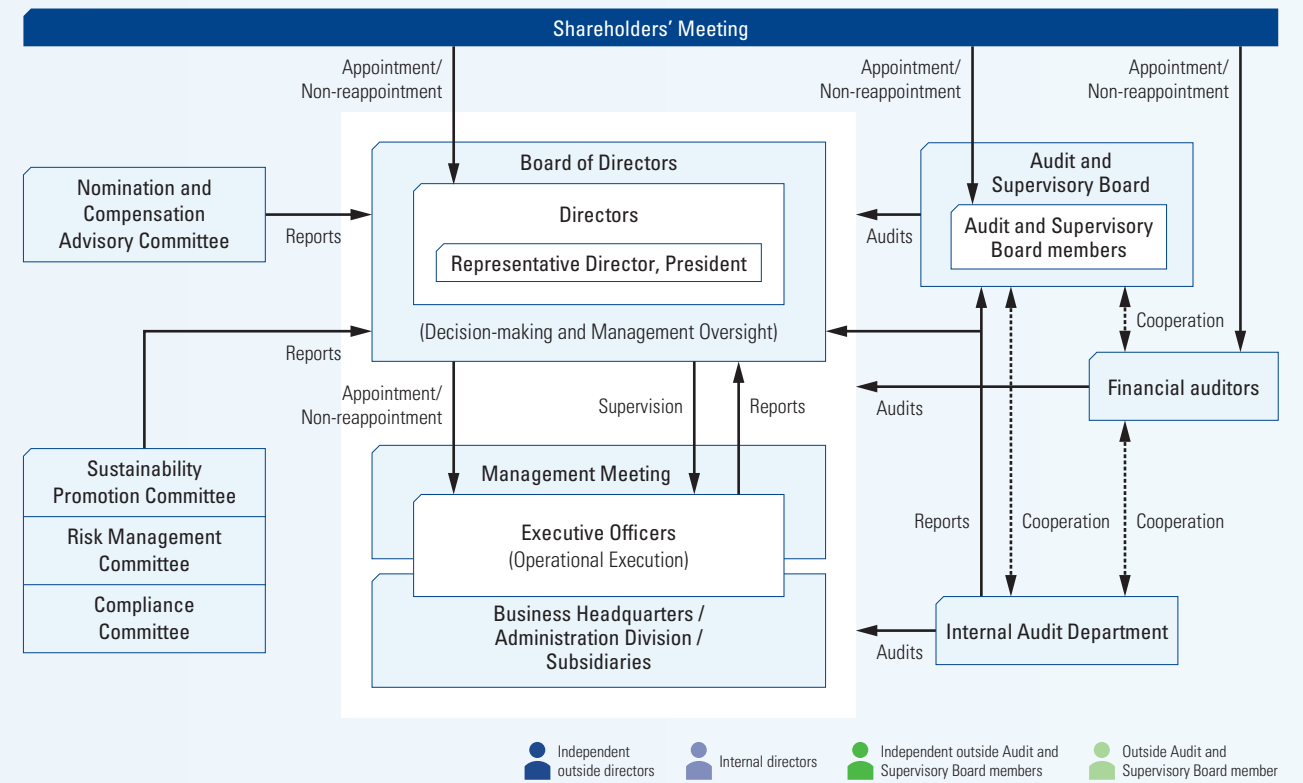 Shareholders’ Meeting
Appointment/
Non-reappointment
Appointment/
Non-reappointment
Appointment/
Non-reappointment
Nomination and
Compensation
Advisory Committee
Reports
Board of Directors
Directors
Representative Director, President
(Decision-making and Management Oversight)
Audits
Audit and
Supervisory Board
Audit and Supervisory
Board members
Reports
Cooperation
Financial auditors
Audits
Appointment/
Non-reappointment
Supervision
Reports
Sustainability
Promotion Committee
Risk Management
Committee
Compliance
Committee
Management Meeting
Executive Officers
(Operational Execution)
Business Headquarters /
Administration Division /
Subsidiaries
Reports
Cooperation
Cooperation
Internal Audit Department
Audits
Independent
outside directors
Internal directors
Independent outside Audit and
Supervisory Board members
Outside Audit and
Supervisory Board member